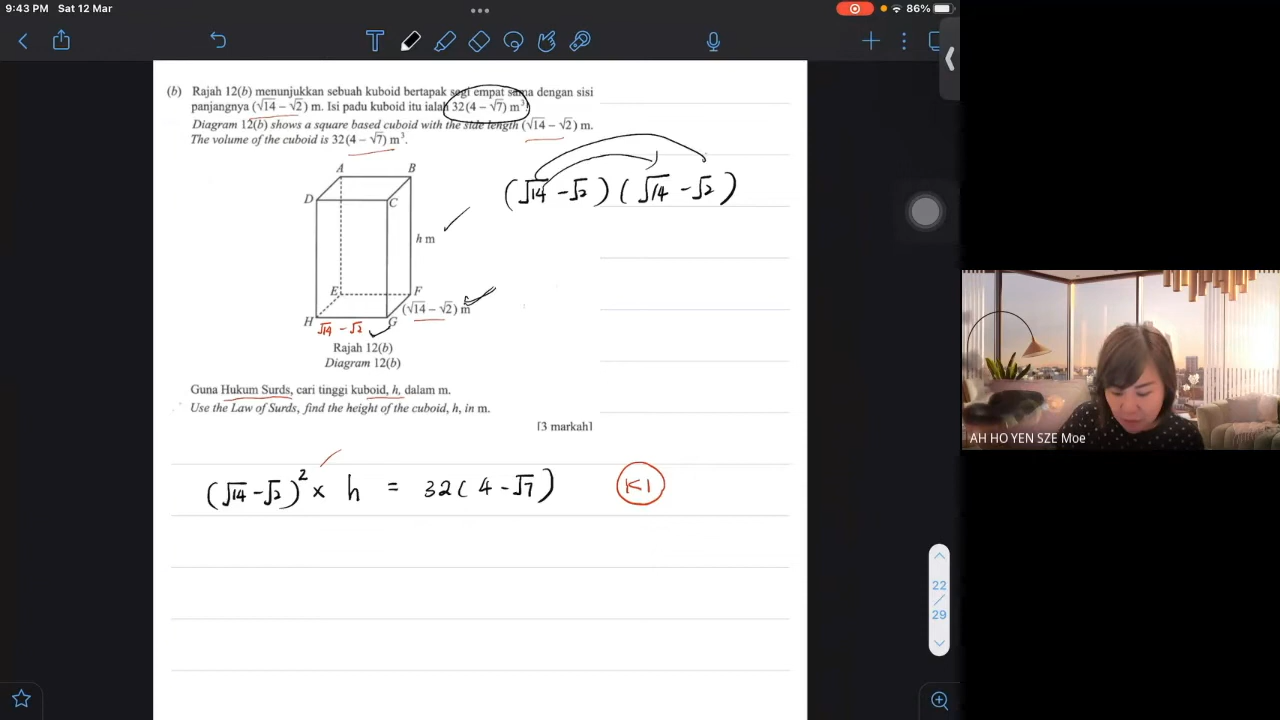 9:43 PM Sat 12 Mar
86%
(b) Rajah 12(b) menunjukkan sebuah kuboid bertapak segi empat sama dengan sisi
panjangnya (√14 − √2) m. Isi padu kuboid itu ialah 32(4 − √7) m³.
Diagram 12(b) shows a square based cuboid with the side length (√14 − √2) m.
The volume of the cuboid is 32(4 − √7) m³.
(√14 − √2) (√14 − √2)
A B
D C
h m
E F
(√14 − √2) m
H G
√14 − √2
Rajah 12(b)
Diagram 12(b)
Guna Hukum Surds, cari tinggi kuboid, h, dalam m.
Use the Law of Surds, find the height of the cuboid, h, in m.
[3 markah]
(√14 − √2)² × h = 32(4 − √7) K1
22
/
29
AH HO YEN SZE Moe